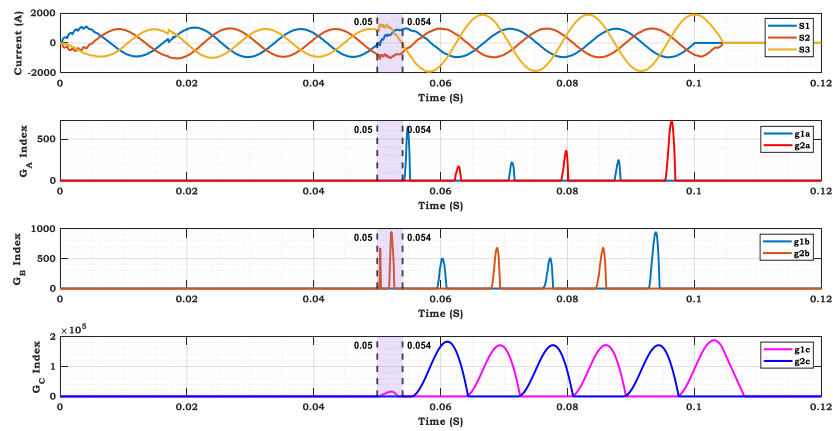 2000
0
-2000
Current (A)
0.05
0.054
S1
S2
S3
0 0.02 0.04 0.06 0.08 0.1 0.12
Time (S)
500
0
G_A Index
0.05
0.054
g1a
g2a
0 0.02 0.04 0.06 0.08 0.1 0.12
Time (S)
1000
500
0
G_B Index
0.05
0.054
g1b
g2b
0 0.02 0.04 0.06 0.08 0.1 0.12
Time (S)
×10⁵
2
1
0
G_C Index
0.05
0.054
g1c
g2c
0 0.02 0.04 0.06 0.08 0.1 0.12
Time (S)